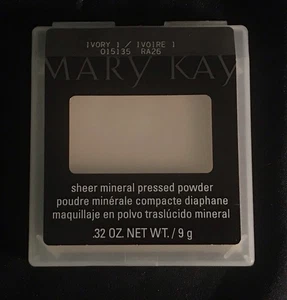 IVORY 1 / IVOIRE 1
015135 RA26
MARY KAY
sheer mineral pressed powder
poudre minérale compacte diaphane
maquillaje en polvo traslúcido mineral
.32 OZ. NET WT. / 9 g